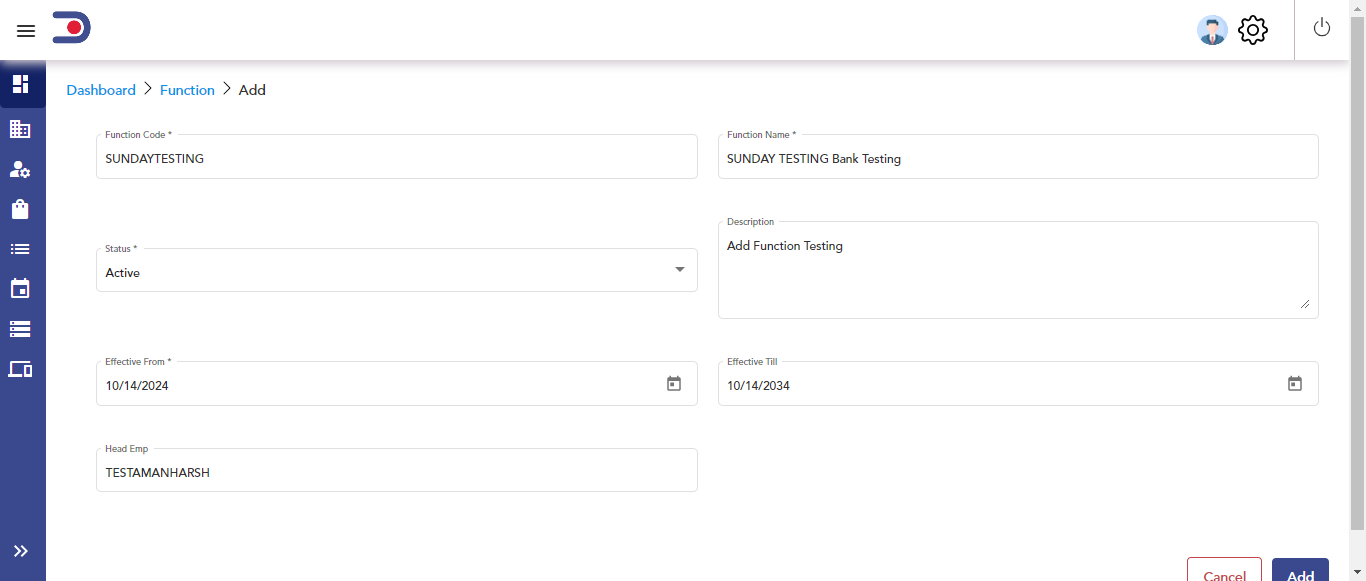 Dashboard > Function > Add
Function Code *
SUNDAYTESTING
Function Name *
SUNDAY TESTING Bank Testing
Status *
Active
Description
Add Function Testing
Effective From *
10/14/2024
Effective Till
10/14/2034
Head Emp
TESTAMANHARSH
Cancel
Add